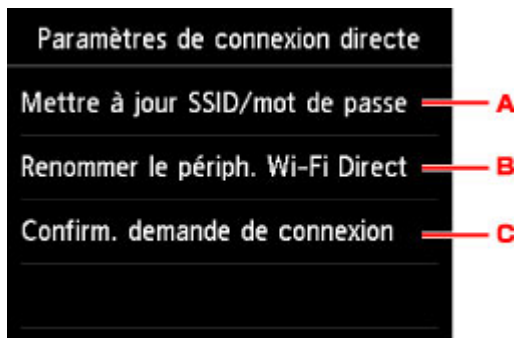 Paramètres de connexion directe
Mettre à jour SSID/mot de passe A
Renommer le périph. Wi-Fi Direct B
Confirm. demande de connexion C